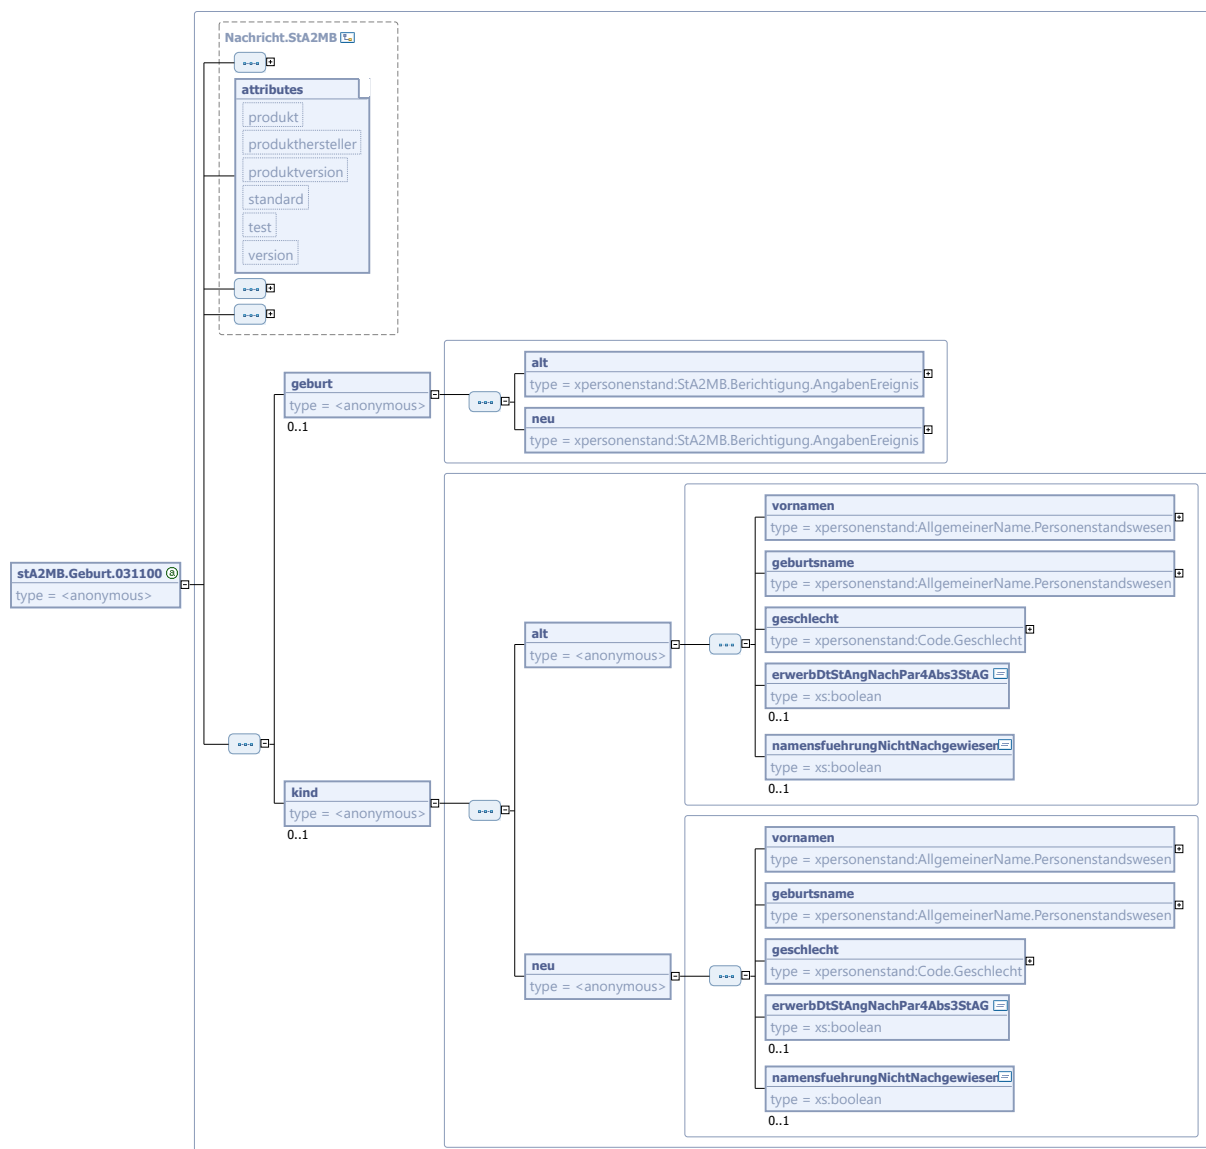 Nachricht.StA2MB
attributes
produkt
produkthersteller
produktversion
standard
test
version
alt
type = xpersonenstand:StA2MB.Berichtigung.AngabenEreignis
geburt
type = <anonymous>
0..1
neu
type = xpersonenstand:StA2MB.Berichtigung.AngabenEreignis
stA2MB.Geburt.031100 a
type = <anonymous>
kind
type = <anonymous>
0..1
alt
type = <anonymous>
vornamen
type = xpersonenstand:AllgemeinerName.Personenstandswesen
geburtsname
type = xpersonenstand:AllgemeinerName.Personenstandswesen
geschlecht
type = xpersonenstand:Code.Geschlecht
erwerbDtStAngNachPar4Abs3StAG
type = xs:boolean
0..1
namensfuehrungNichtNachgewiesen
type = xs:boolean
0..1
neu
type = <anonymous>
vornamen
type = xpersonenstand:AllgemeinerName.Personenstandswesen
geburtsname
type = xpersonenstand:AllgemeinerName.Personenstandswesen
geschlecht
type = xpersonenstand:Code.Geschlecht
erwerbDtStAngNachPar4Abs3StAG
type = xs:boolean
0..1
namensfuehrungNichtNachgewiesen
type = xs:boolean
0..1